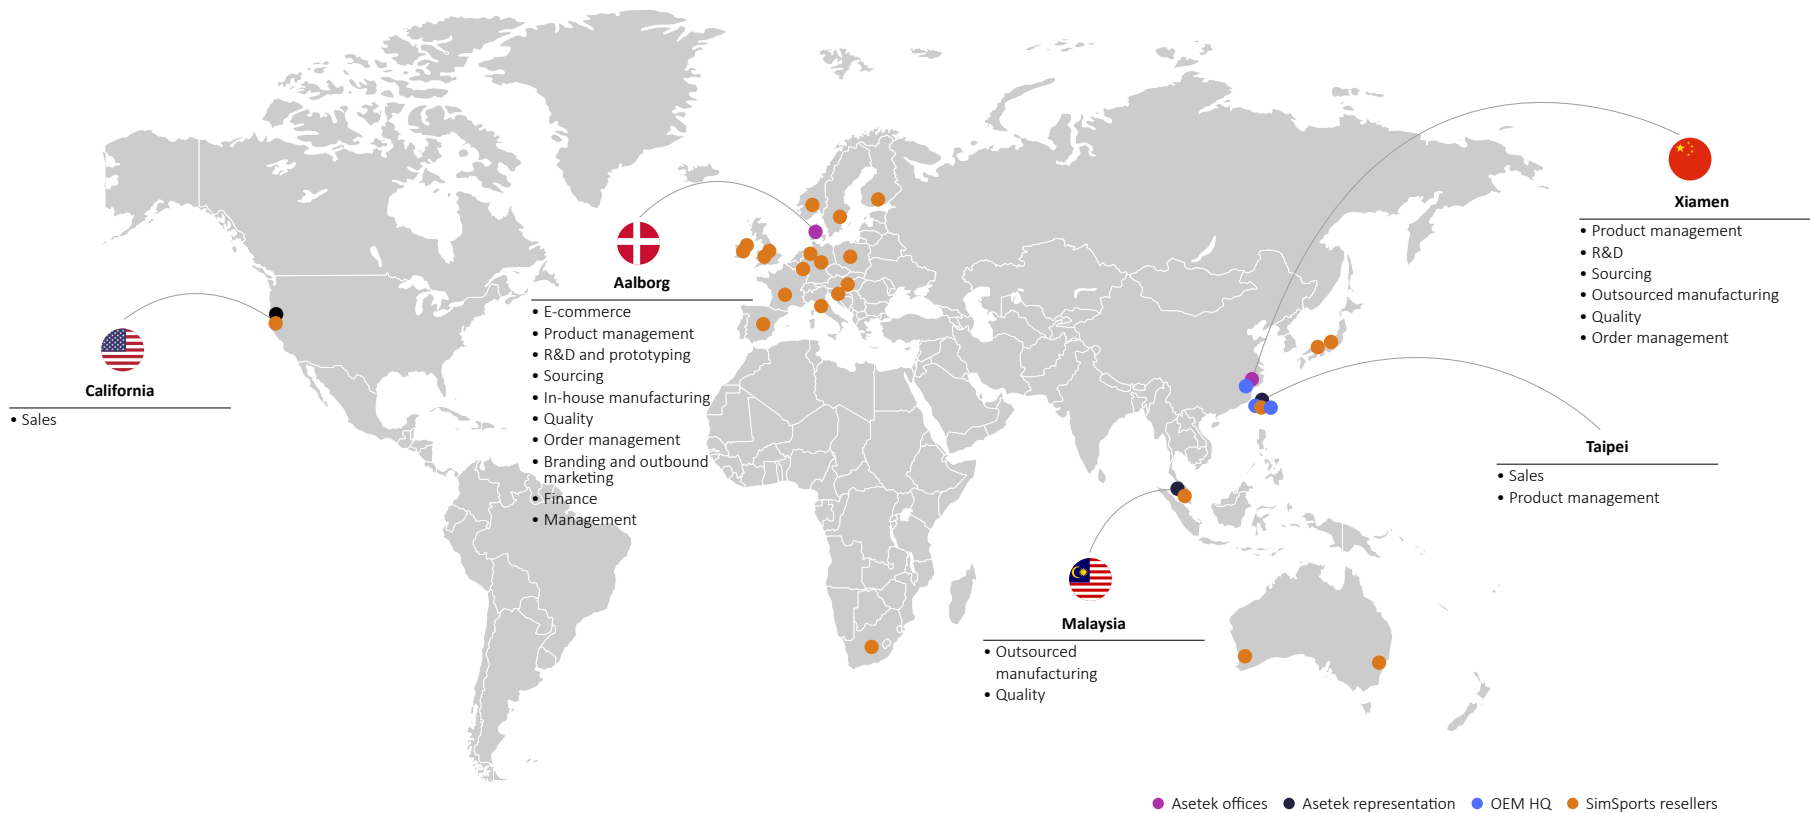 California
• Sales
Aalborg
• E-commerce
• Product management
• R&D and prototyping
• Sourcing
• In-house manufacturing
• Quality
• Order management
• Branding and outbound
marketing
• Finance
• Management
Xiamen
• Product management
• R&D
• Sourcing
• Outsourced manufacturing
• Quality
• Order management
Taipei
• Sales
• Product management
Malaysia
• Outsourced
manufacturing
• Quality
Asetek offices
Asetek representation
OEM HQ
SimSports resellers